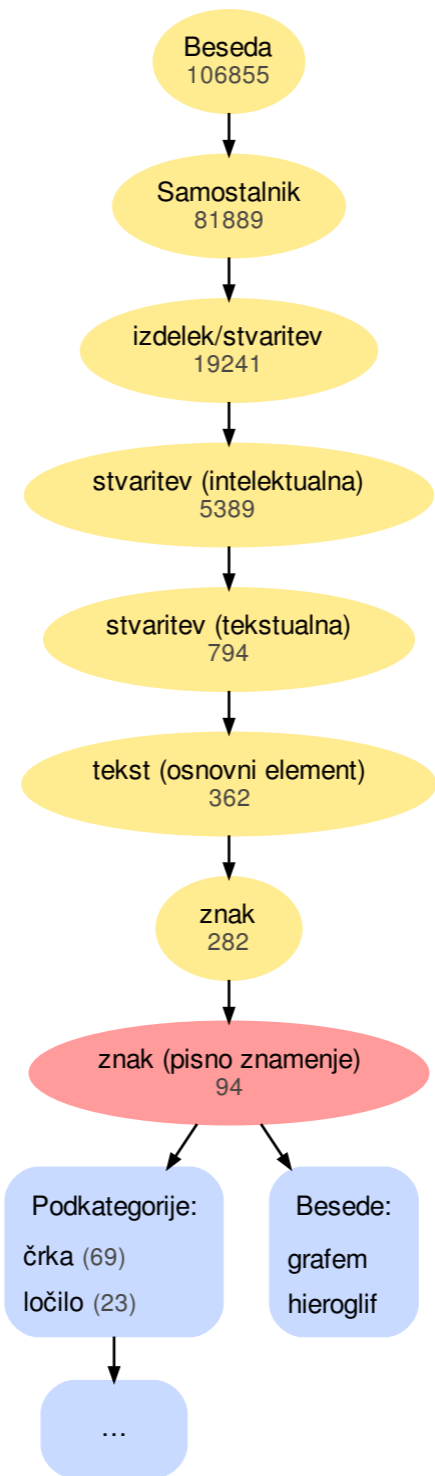 Beseda
106855
Samostalnik
81889
izdelek/stvaritev
19241
stvaritev (intelektualna)
5389
stvaritev (tekstualna)
794
tekst (osnovni element)
362
znak
282
znak (pisno znamenje)
94
Podkategorije:
črka (69)
ločilo (23)
Besede:
grafem
hieroglif
...